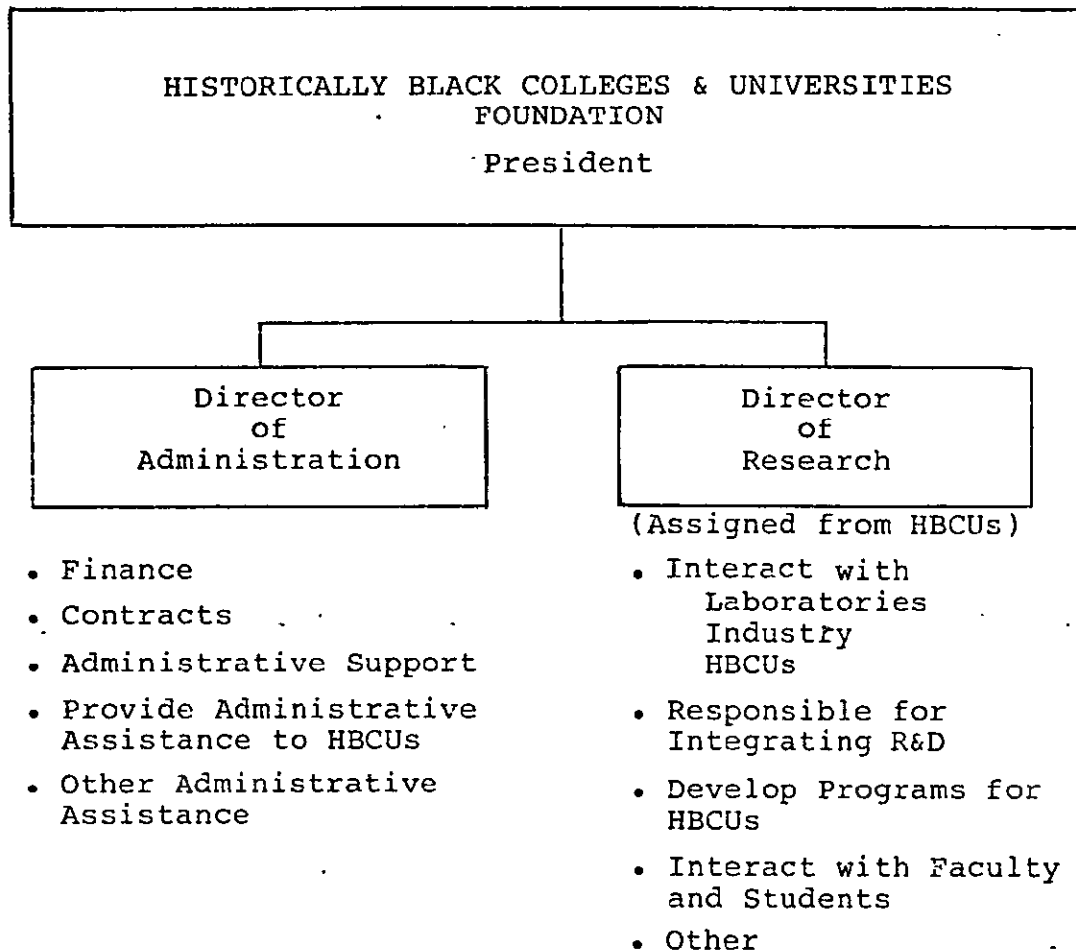 HISTORICALLY BLACK COLLEGES & UNIVERSITIES
FOUNDATION
President
Director
of
Administration
• Finance
• Contracts
• Administrative Support
• Provide Administrative
Assistance to HBCUs
• Other Administrative
Assistance
Director
of
Research
(Assigned from HBCUs)
• Interact with
Laboratories
Industry
HBCUs
• Responsible for
Integrating R&D
• Develop Programs for
HBCUs
• Interact with Faculty
and Students
• Other